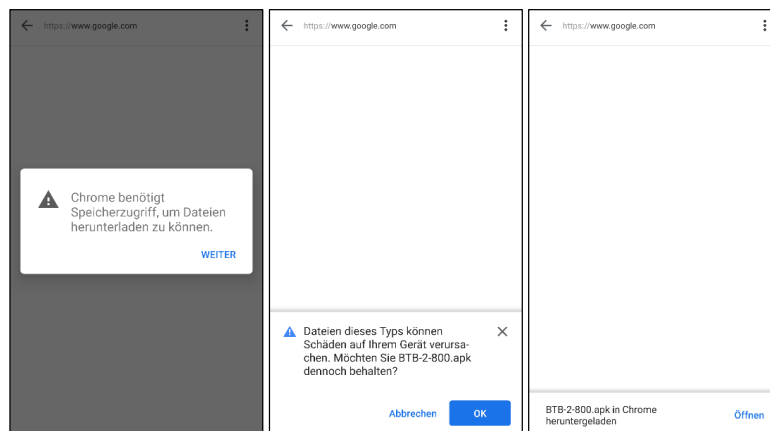 https://www.google.com
Chrome benötigt
Speicherzugriff, um Dateien
herunterladen zu können.
WEITER
https://www.google.com
Dateien dieses Typs können
Schäden auf Ihrem Gerät verursa-
chen. Möchten Sie BTB-2-800.apk
dennoch behalten?
Abbrechen OK
https://www.google.com
BTB-2-800.apk in Chrome
heruntergeladen
Öffnen